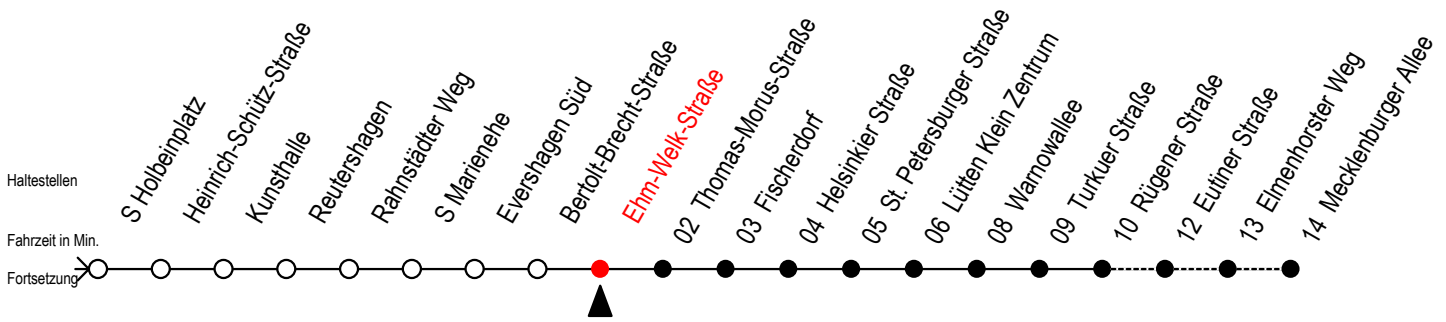 Haltestellen
S Holbeinplatz
Heinrich-Schütz-Straße
Kunsthalle
Reutershagen
Rahnstädter Weg
S Marienehe
Evershagen Süd
Bertolt-Brecht-Straße
Ehm-Welk-Straße
02 Thomas-Morus-Straße
03 Fischerdorf
04 Helsinkier Straße
05 St. Petersburger Straße
06 Lütten Klein Zentrum
08 Warnowallee
09 Turkuer Straße
10 Rügener Straße
12 Eutiner Straße
13 Elmenhorster Weg
14 Mecklenburger Allee
Fahrzeit in Min.
Fortsetzung